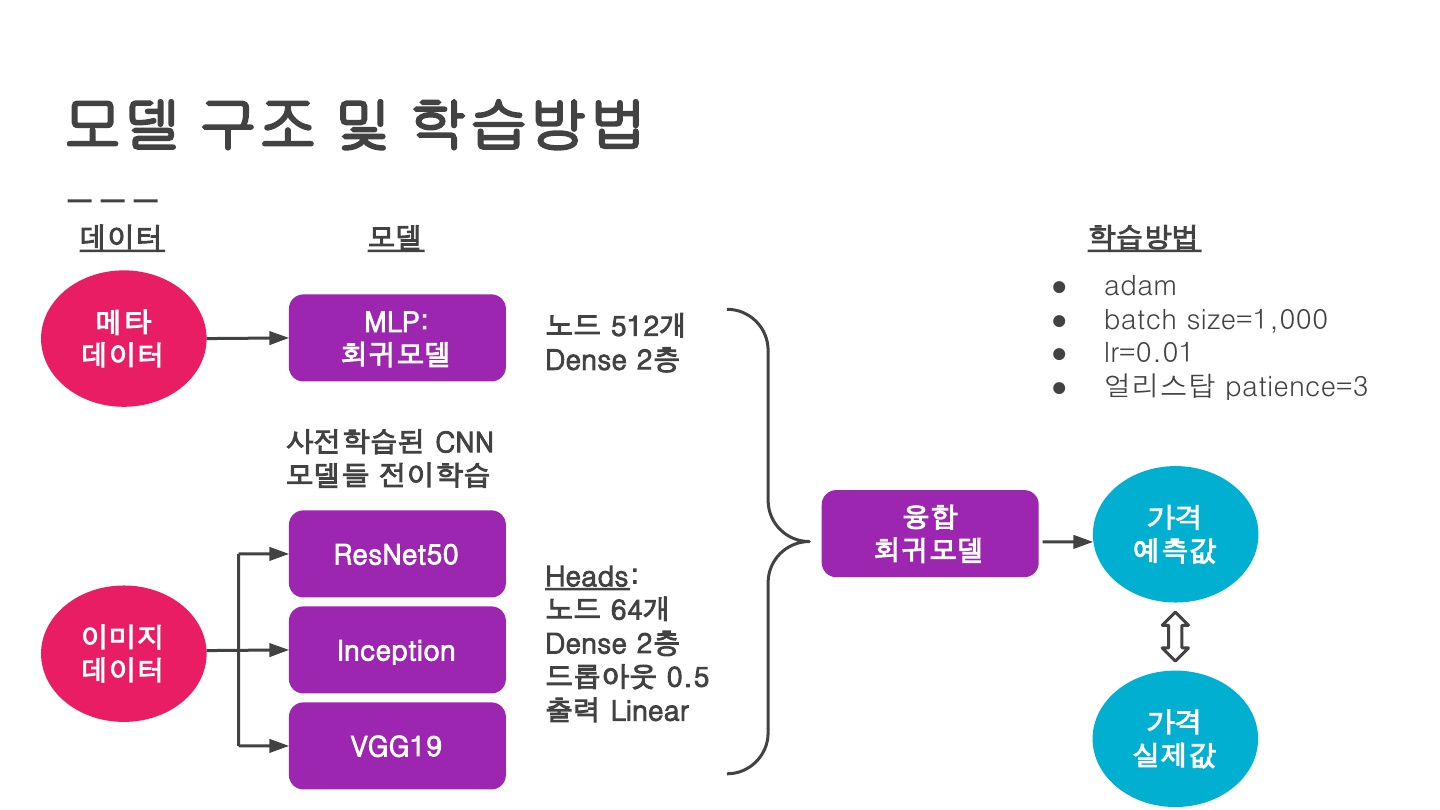 모델 구조 및 학습방법
데이터
모델
학습방법
메타
데이터
MLP:
회귀모델
노드 512개
Dense 2층
● adam
● batch size=1,000
● lr=0.01
● 얼리스탑 patience=3
사전학습된 CNN
모델들 전이학습
이미지
데이터
ResNet50
Inception
VGG19
Heads:
노드 64개
Dense 2층
드롭아웃 0.5
출력 Linear
융합
회귀모델
가격
예측값
가격
실제값